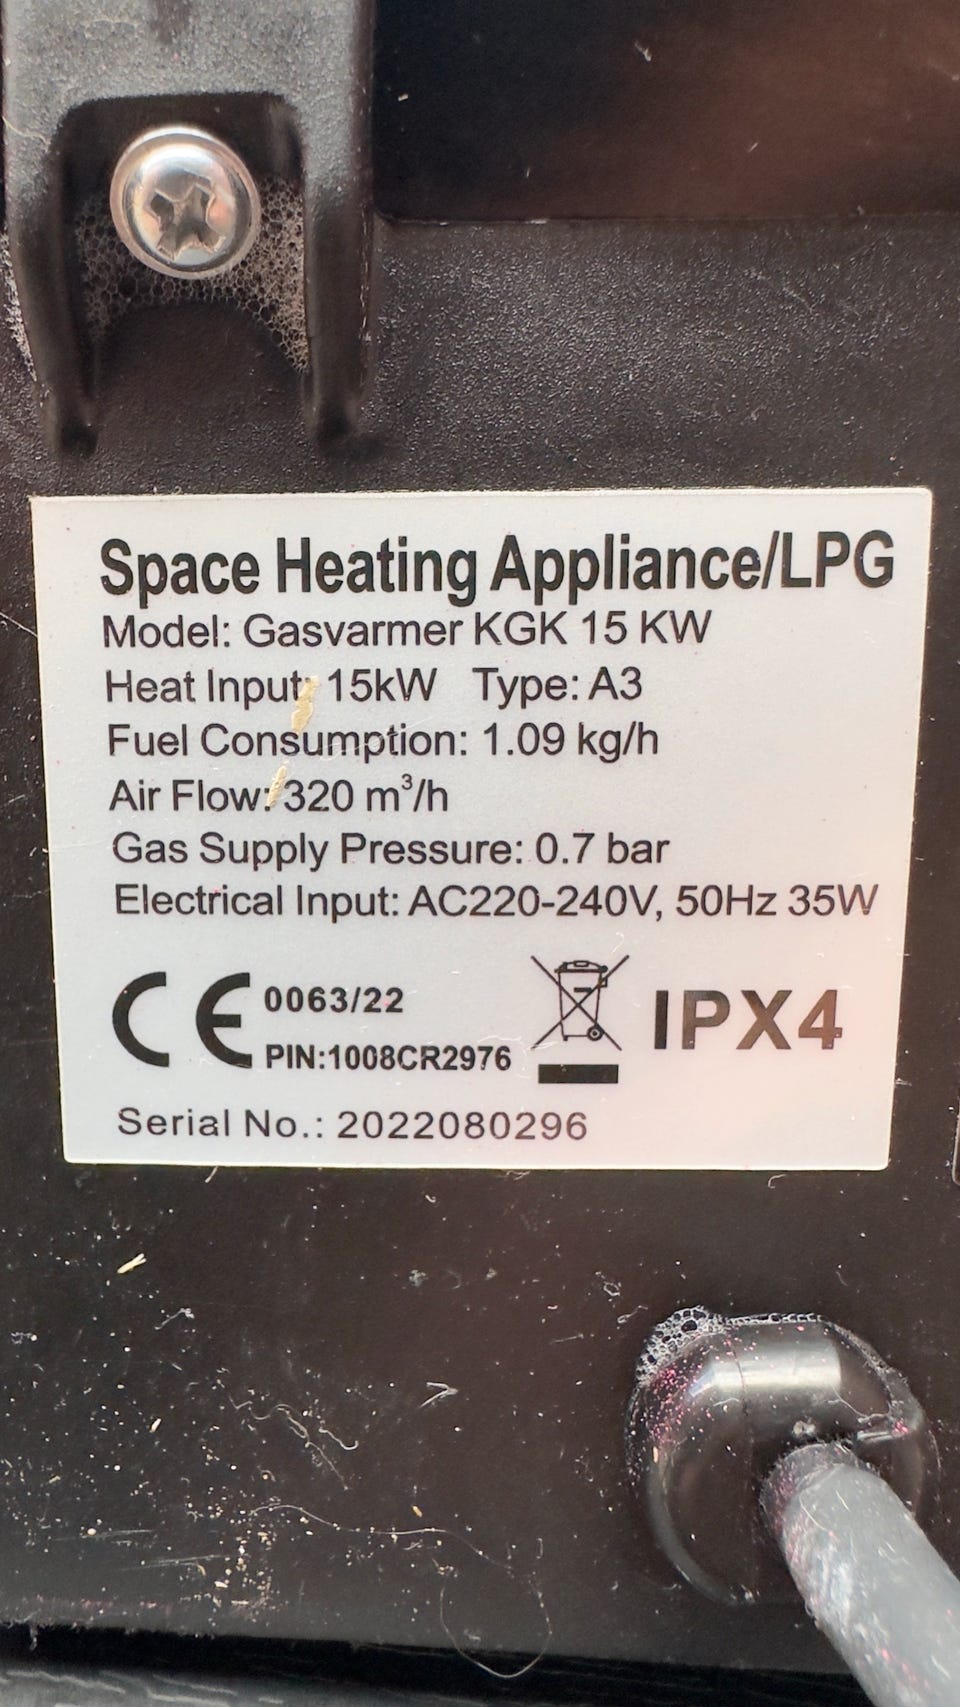 Space Heating Appliance/LPG
Model: Gasvarmer KGK 15 KW
Heat Input: 15kW Type: A3
Fuel Consumption: 1.09 kg/h
Air Flow: 320 m³/h
Gas Supply Pressure: 0.7 bar
Electrical Input: AC220-240V, 50Hz 35W
CE 0063/22
PIN:1008CR2976
IPX4
Serial No.: 2022080296